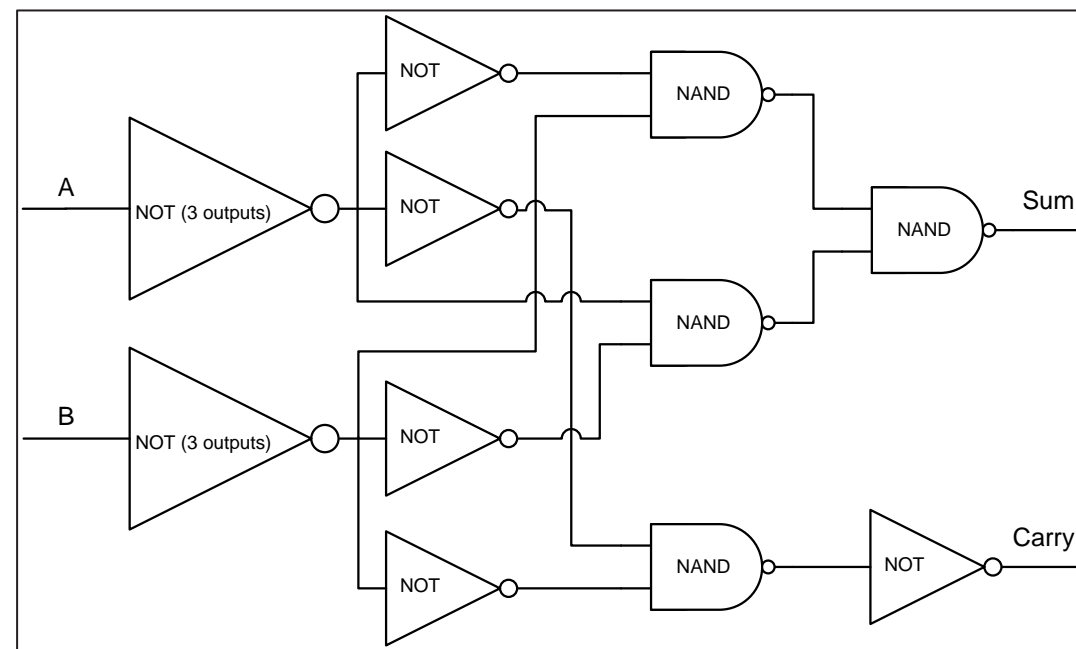 NOT
NAND
A
NOT (3 outputs)
NOT
Sum
NAND
NAND
B
NOT (3 outputs)
NOT
Carry
NOT
NAND
NOT